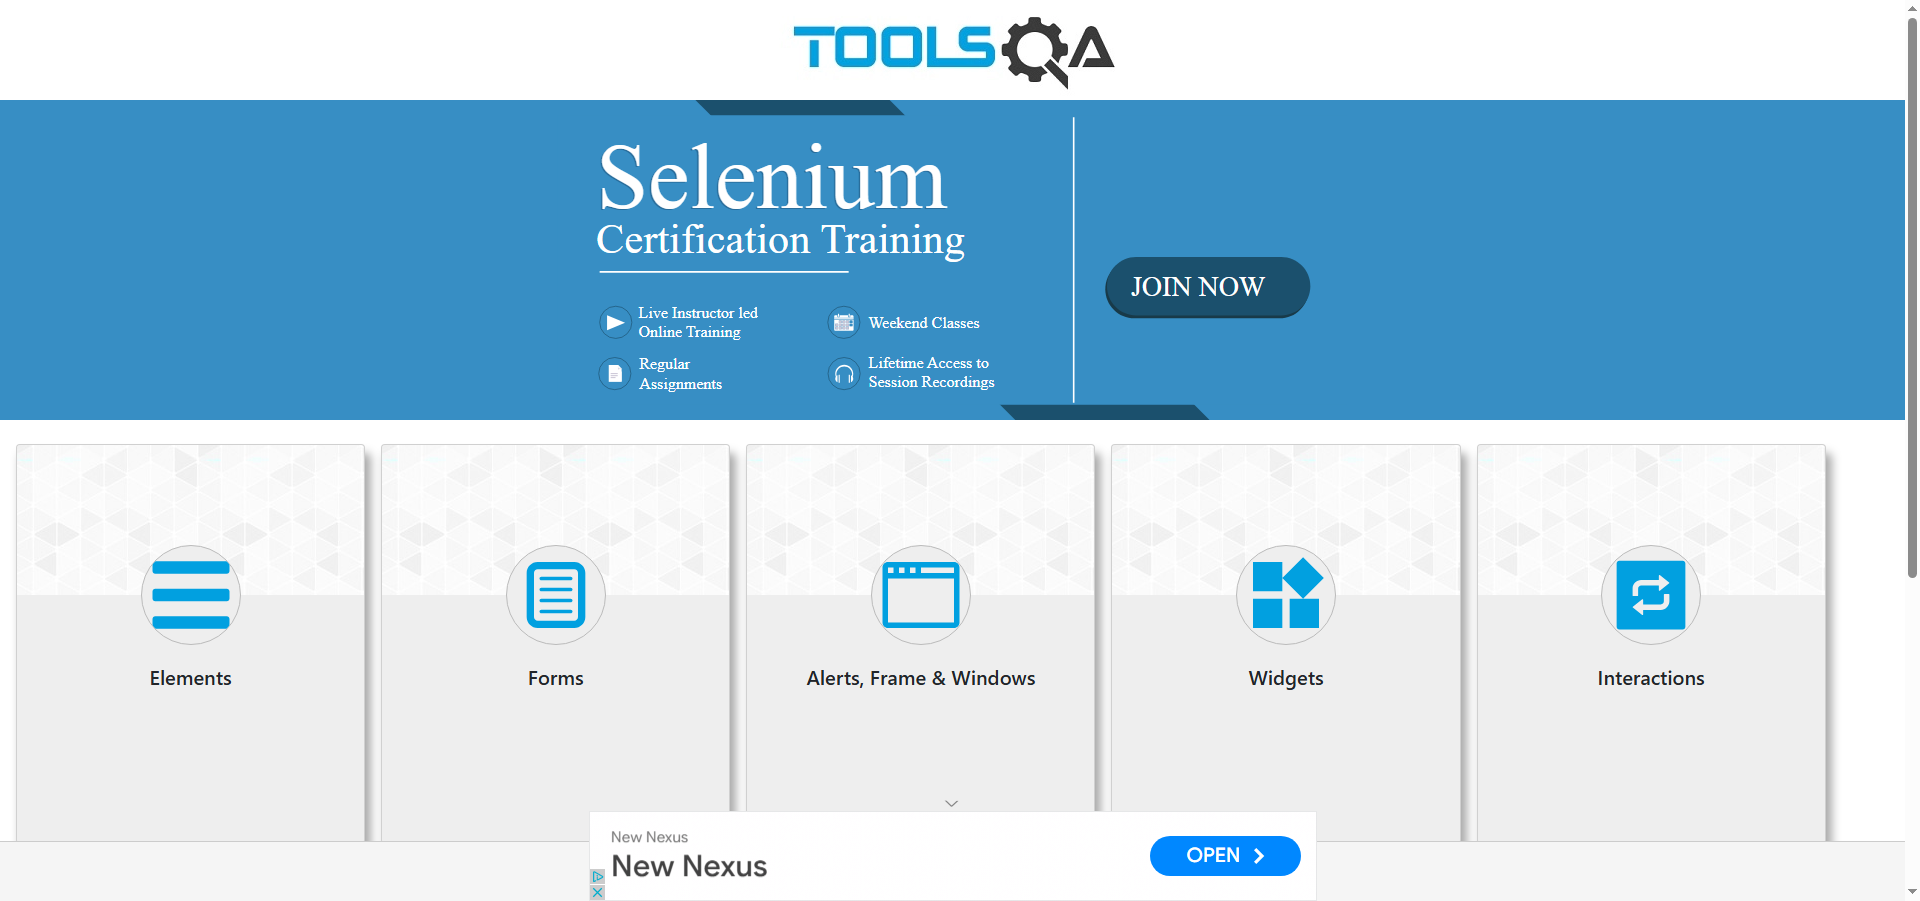 TOOLSQA
Selenium
Certification Training
Live Instructor led
Online Training
Weekend Classes
Regular
Assignments
Lifetime Access to
Session Recordings
JOIN NOW
Elements
Forms
Alerts, Frame & Windows
Widgets
Interactions
New Nexus
New Nexus
OPEN